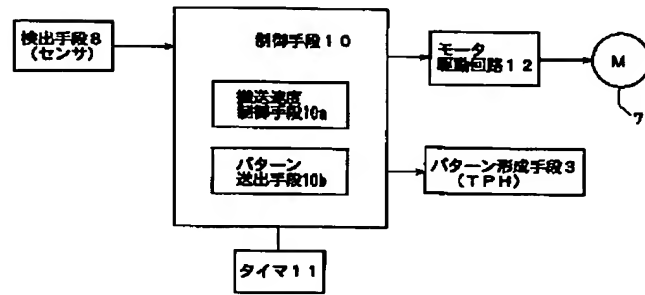 検出手段8
(センサ)
制御手段10
搬送速度
制御手段10a
パターン
送出手段10b
モータ
駆動回路12
M
7
パターン形成手段3
(TPH)
タイマ11